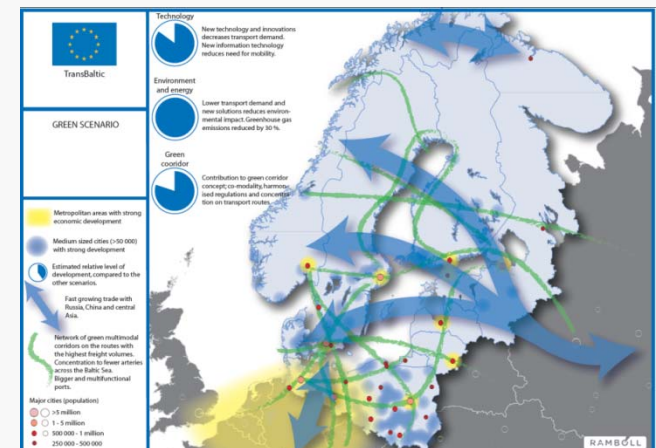 TransBaltic
GREEN SCENARIO
Metropolitan areas with strong
economic development
Medium sized cities (>50 000)
with strong development
Estimated relative level of
development, compared to the
other scenarios.
Fast growing trade with
Russia, China and central
Asia.
Network of green multimodal
corridors on the routes with
the highest freight volumes.
Concentration to fewer arteries
across the Baltic Sea.
Bigger and multifunctional
ports.
Major cities (population)
>5 million
1 - 5 million
500 000 - 1 million
250 000 - 500 000
Technology
New technology and innovations
decreases transport demand.
New information technology
reduces need for mobility.
Environment
and energy
Lower transport demand and
new solutions reduces environ-
mental impact. Greenhouse gas
emissions reduced by 30 %.
Green
cooridor
Contribution to green corridor
concept; co-modality, harmon-
ised regulations and concentra-
tion on transport routes.
RAMBOLL